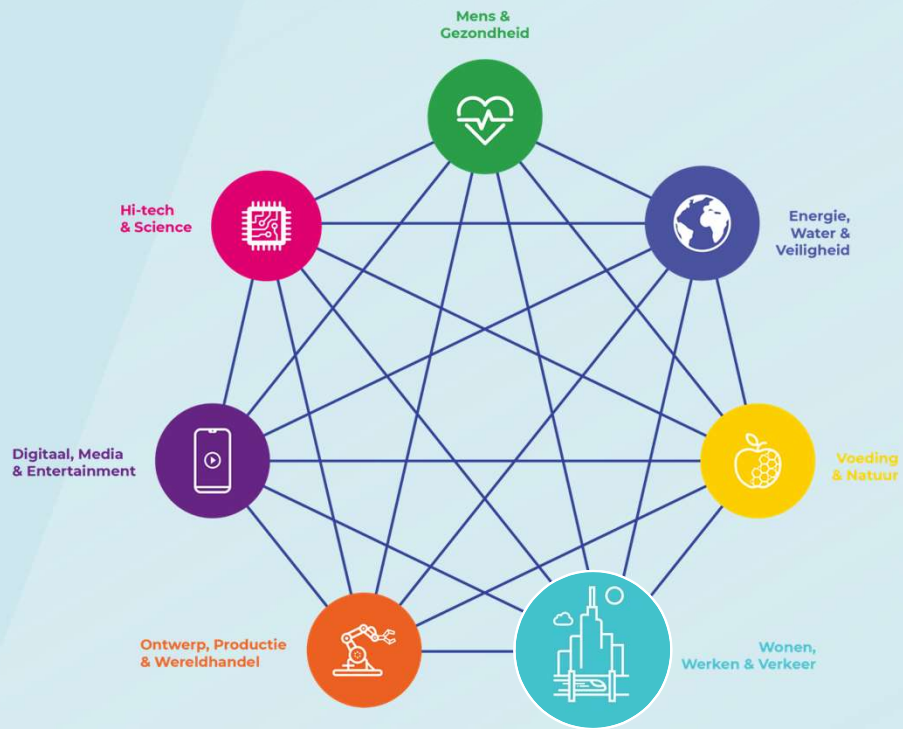 Mens &
Gezondheid
Hi-tech
& Science
Energie,
Water &
Veiligheid
Digitaal, Media
& Entertainment
Voeding
& Natuur
Ontwerp, Productie
& Wereldhandel
Wonen,
Werken & Verkeer